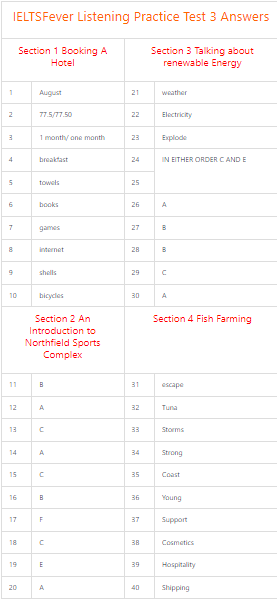 IELTSFever Listening Practice Test 3 Answers
Section 1 Booking A
Hotel
Section 3 Talking about
renewable Energy
1 August 21 weather
2 77.5/77.50 22 Electricity
3 1 month/ one month 23 Explode
4 breakfast 24 IN EITHER ORDER C AND E
5 towels 25
6 books 26 A
7 games 27 B
8 internet 28 B
9 shells 29 C
10 bicycles 30 A
Section 2 An
Introduction to
Northfield Sports
Complex
Section 4 Fish Farming
11 B 31 escape
12 A 32 Tuna
13 C 33 Storms
14 A 34 Strong
15 C 35 Coast
16 B 36 Young
17 F 37 Support
18 C 38 Cosmetics
19 E 39 Hospitality
20 A 40 Shipping